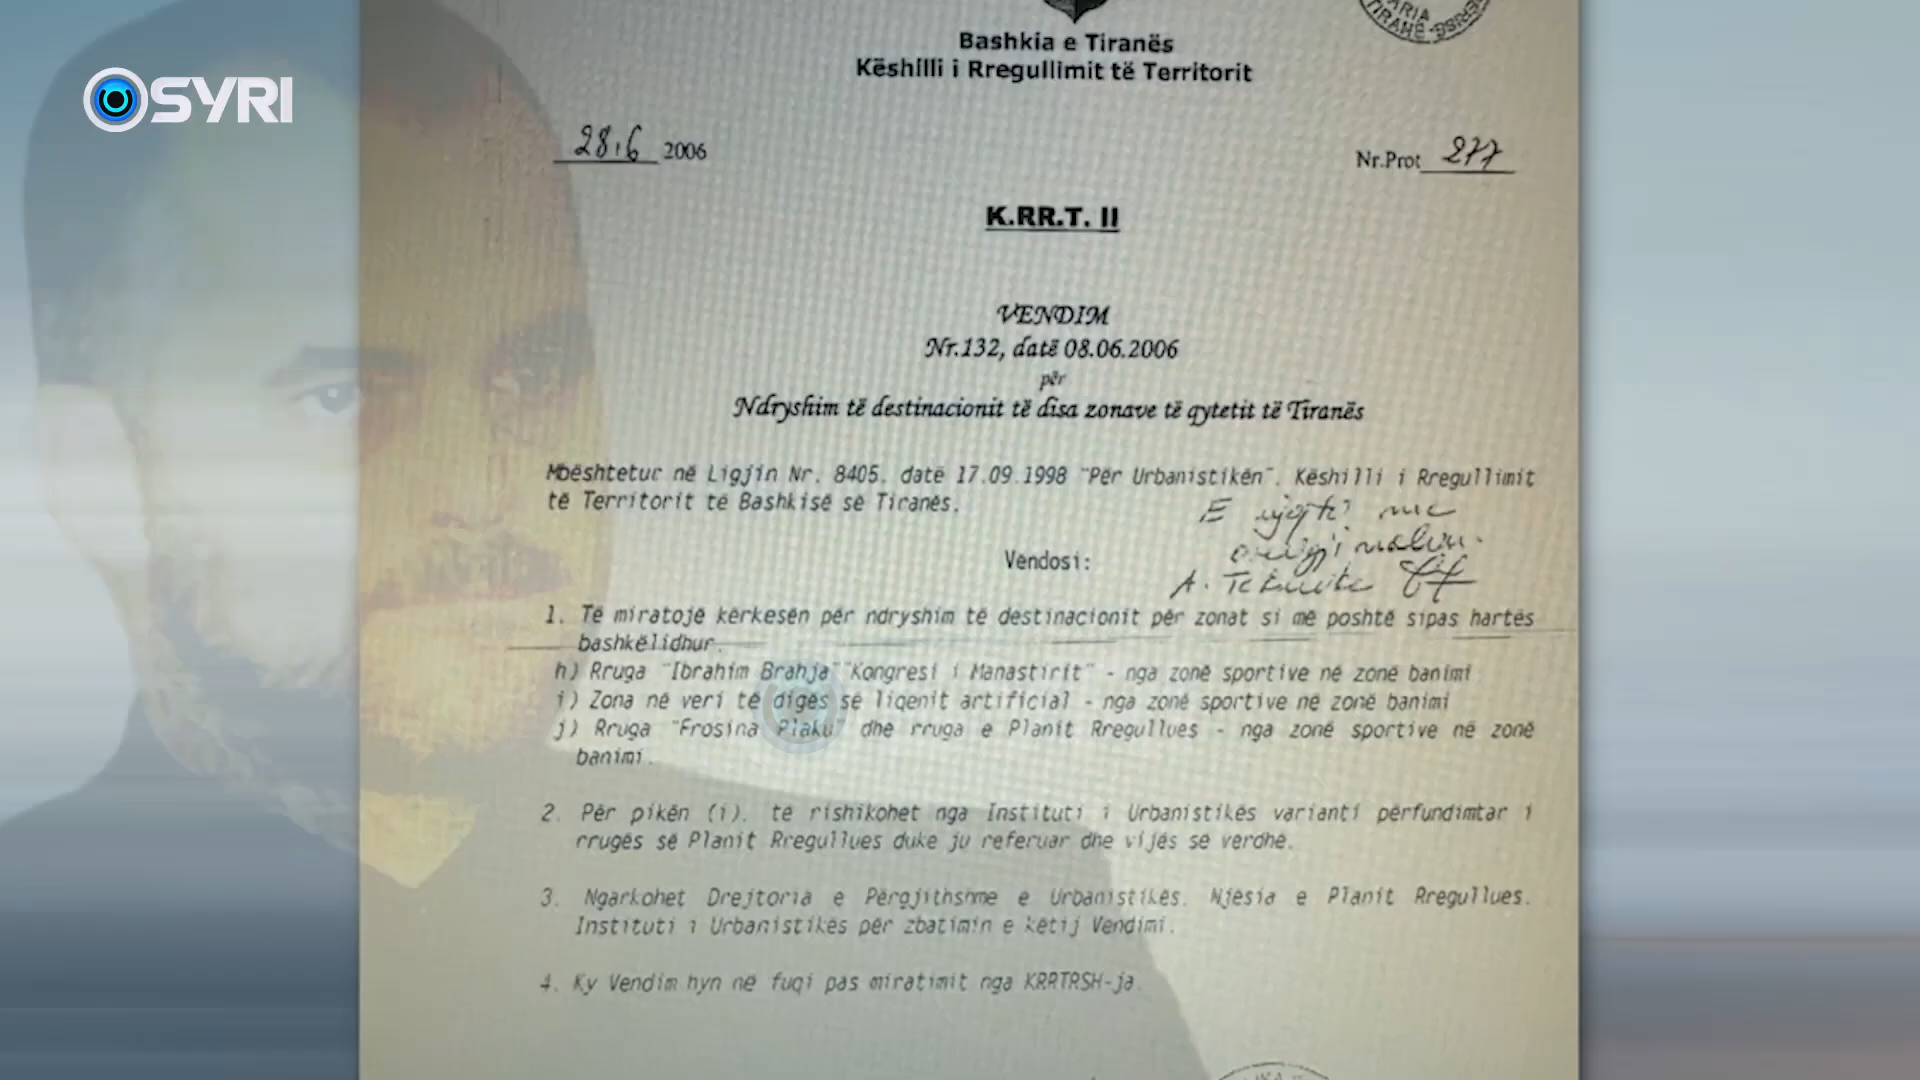 SYRI
Bashkia e Tiranës
Këshilli i Rregullimit të Territorit
28.6 2006
Nr.Prot 277
K.RR.T. II
VENDIM
Nr.132, datë 08.06.2006
për
Ndryshim të destinacionit të disa zonave të qytetit të Tiranës
Mbështetur në Ligjin Nr. 8405, datë 17.09.1998 "Për Urbanistikën", Këshilli i Rregullimit
të Territorit të Bashkisë së Tiranës.
E njëjtë me
origjinalin.
Vendosi:
A.
1. Të miratojë kërkesën për ndryshim të destinacionit për zonat si më poshtë sipas hartës
bashkëlidhur.
h) Rruga "Ibrahim Brahja" "Kongresi i Manastirit" - nga zonë sportive në zonë banimi
i) Zona në veri të digës së liqenit artificial - nga zonë sportive në zonë banimi
j) Rruga "Frosina Plaku" dhe rruga e Planit Rregullues - nga zonë sportive në zonë
banimi.
2. Për pikën (i), të rishikohet nga Instituti i Urbanistikës varianti përfundimtar i
rrugës së Planit Rregullues duke ju referuar dhe vijës së verdhë.
3. Ngarkohet Drejtoria e Përgjithshme e Urbanistikës, Njësia e Planit Rregullues,
Instituti i Urbanistikës për zbatimin e këtij Vendimi.
4. Ky Vendim hyn në fuqi pas miratimit nga KRRTRSH-ja.